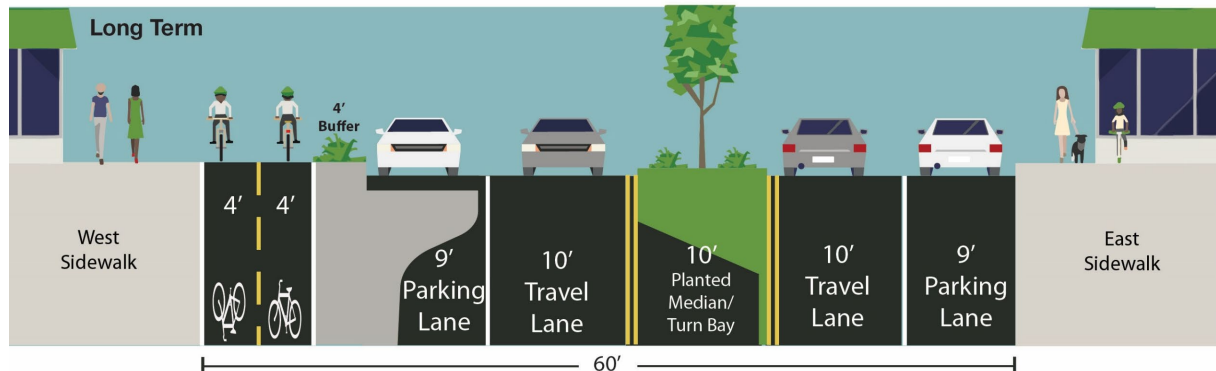 Long Term
4'
Buffer
West
Sidewalk
4'
4'
9'
Parking
Lane
10'
Travel
Lane
10'
Planted
Median/
Turn Bay
10'
Travel
Lane
9'
Parking
Lane
East
Sidewalk
60'